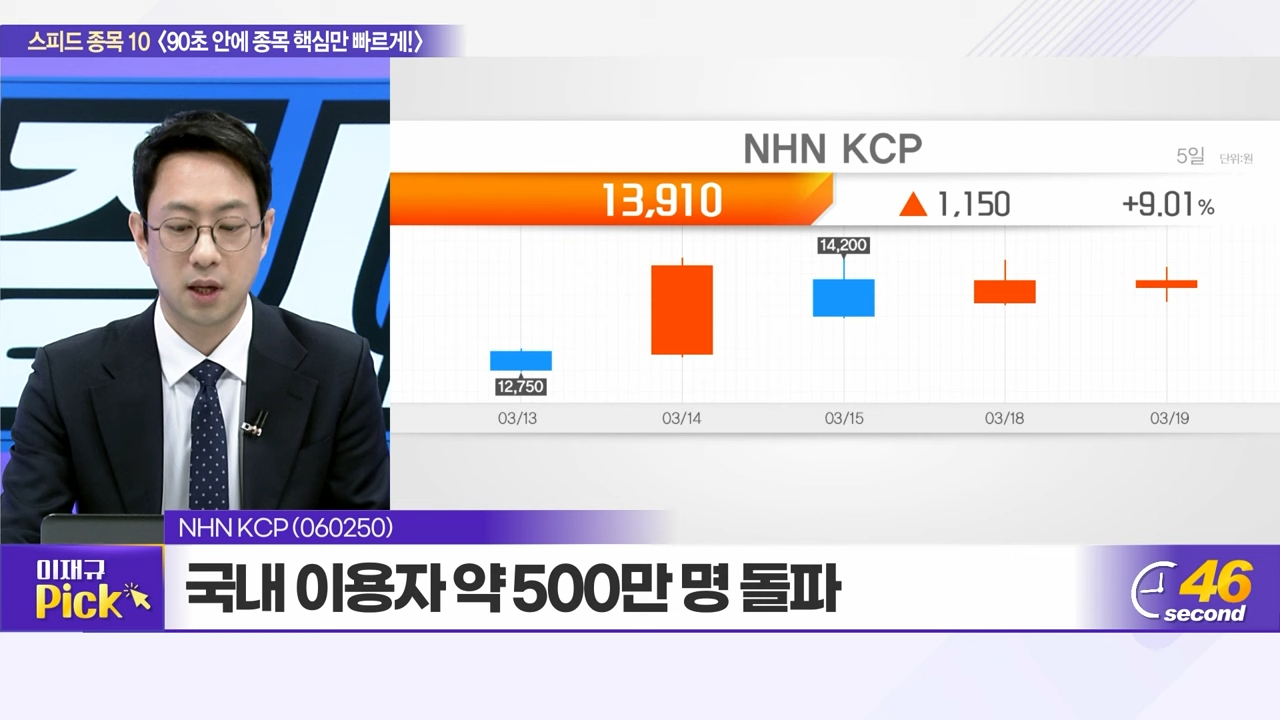 스피드 종목 10 〈90초 안에 종목 핵심만 빠르게!〉
NHN KCP
5일 단위:원
13,910 ▲ 1,150 +9.01%
14,200
12,750
03/13 03/14 03/15 03/18 03/19
NHN KCP (060250)
이재규
Pick
국내 이용자 약 500만 명 돌파
46
second